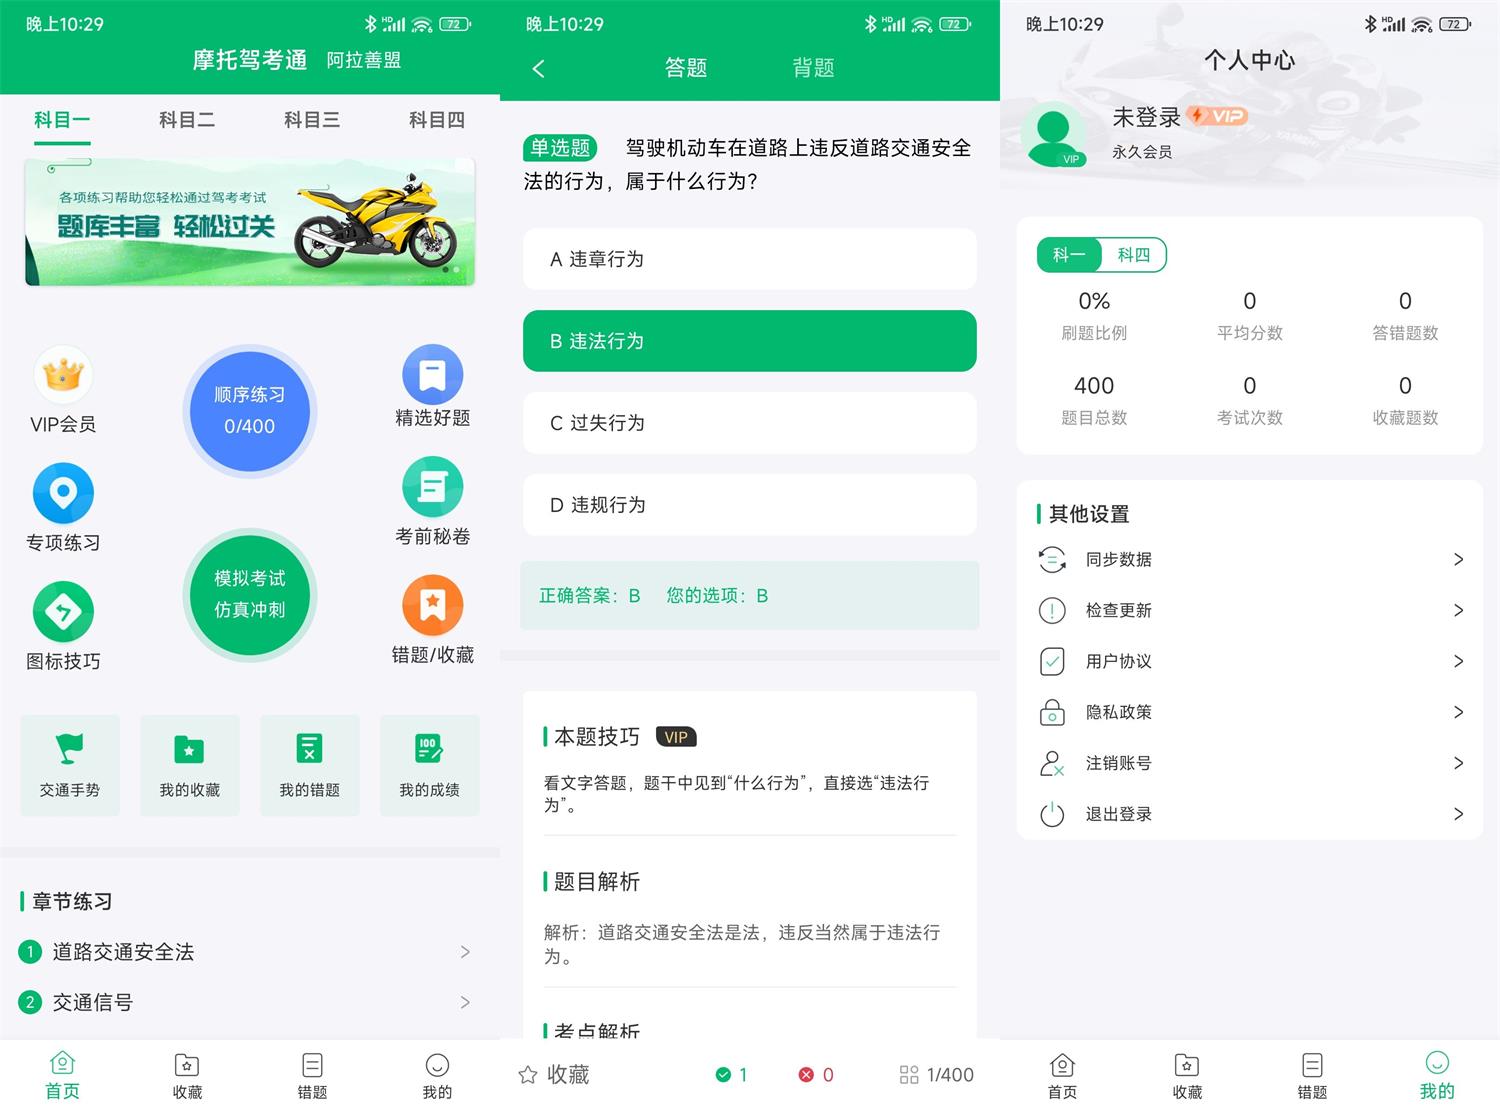 晚上10:29
HD
72
摩托驾考通 阿拉善盟
科目一 科目二 科目三 科目四
各项练习帮助您轻松通过驾考考试
题库丰富 轻松过关
VIP会员
顺序练习
0/400
精选好题
专项练习
考前秘卷
模拟考试
仿真冲刺
图标技巧
错题/收藏
交通手势 我的收藏 我的错题 100 我的成绩
章节练习
1 道路交通安全法 >
2 交通信号 >
首页 收藏 错题 我的
晚上10:29
HD
72
< 答题 背题
单选题 驾驶机动车在道路上违反道路交通安全
法的行为，属于什么行为?
A 违章行为
B 违法行为
C 过失行为
D 违规行为
正确答案：B 您的选项：B
本题技巧 VIP
看文字答题，题干中见到“什么行为”，直接选“违法行
为”。
题目解析
解析：道路交通安全法是法，违反当然属于违法行
为。
考点解析
收藏 1 0 1/400
晚上10:29
HD
72
个人中心
未登录 VIP
VIP
永久会员
科一 科四
0% 0 0
刷题比例 平均分数 答错题数
400 0 0
题目总数 考试次数 收藏题数
其他设置
同步数据 >
检查更新 >
用户协议 >
隐私政策 >
注销账号 >
退出登录 >
首页 收藏 错题 我的